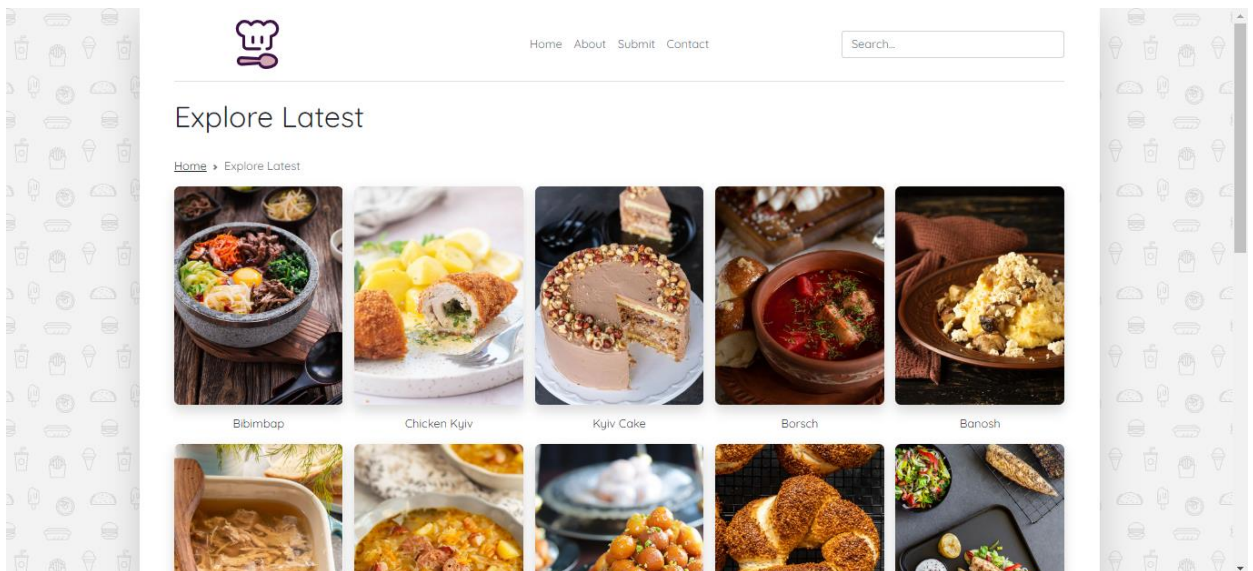 Home About Submit Contact
Search...
Explore Latest
Home › Explore Latest
Bibimbap
Chicken Kyiv
Kyiv Cake
Borsch
Banosh